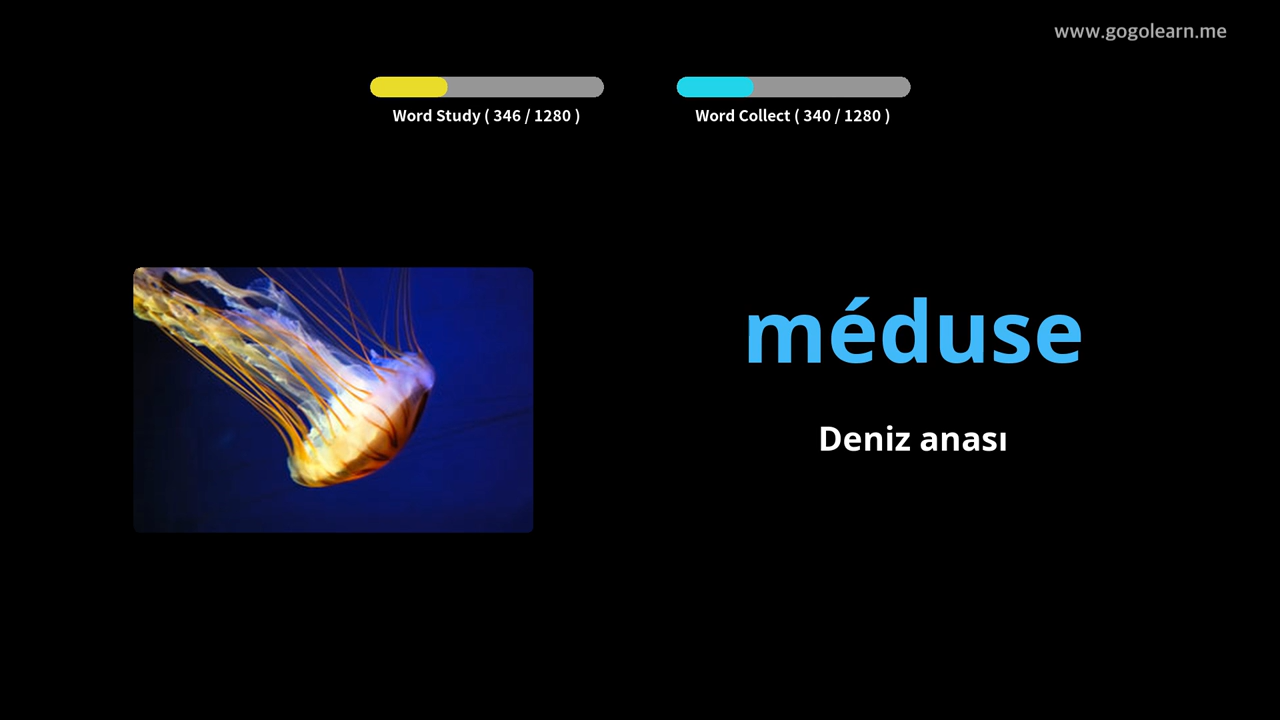 www.gogolearn.me
Word Study ( 346 / 1280 )
Word Collect ( 340 / 1280 )
méduse
Deniz anası